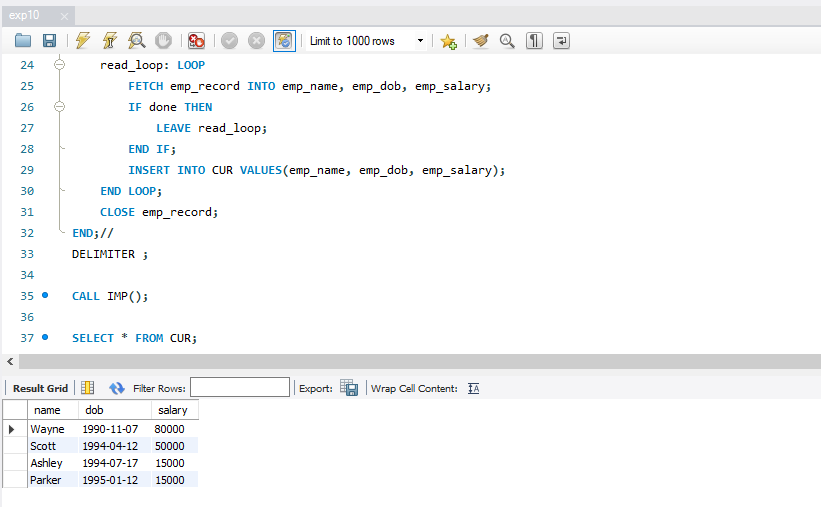 exp10
Limit to 1000 rows
24 read_loop: LOOP
25 FETCH emp_record INTO emp_name, emp_dob, emp_salary;
26 IF done THEN
27 LEAVE read_loop;
28 END IF;
29 INSERT INTO CUR VALUES(emp_name, emp_dob, emp_salary);
30 END LOOP;
31 CLOSE emp_record;
32 END;//
33 DELIMITER ;
34
35 CALL IMP();
36
37 SELECT * FROM CUR;
Result Grid Filter Rows: Export: Wrap Cell Content:
name dob salary
Wayne 1990-11-07 80000
Scott 1994-04-12 50000
Ashley 1994-07-17 15000
Parker 1995-01-12 15000